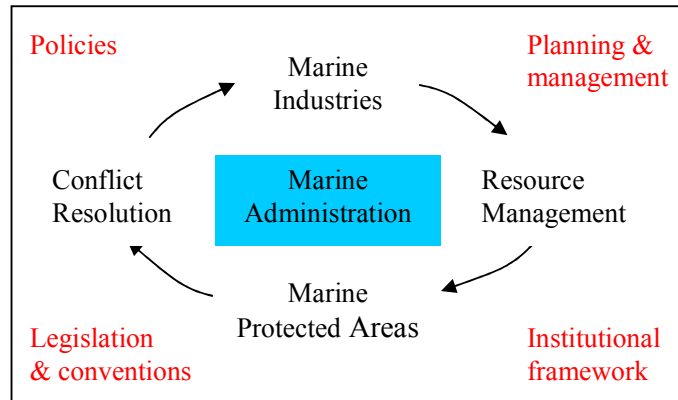 Policies
Planning &
management
Marine
Industries
Conflict
Resolution
Marine
Administration
Resource
Management
Marine
Protected Areas
Legislation
& conventions
Institutional
framework